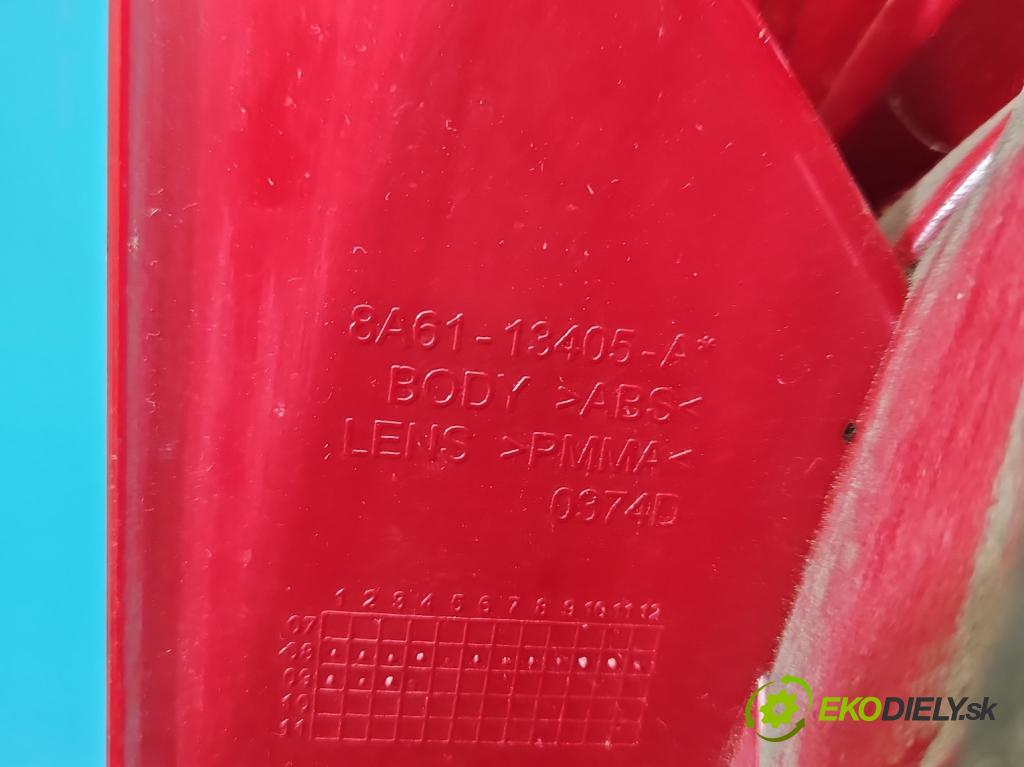 8A61-13405-A*
BODY >ABS<
LENS >PMMA<
0374D
1 2 3 4 5 6 7 8 9 10 11 12
07
08
09
10
11
EKODIELY.sk